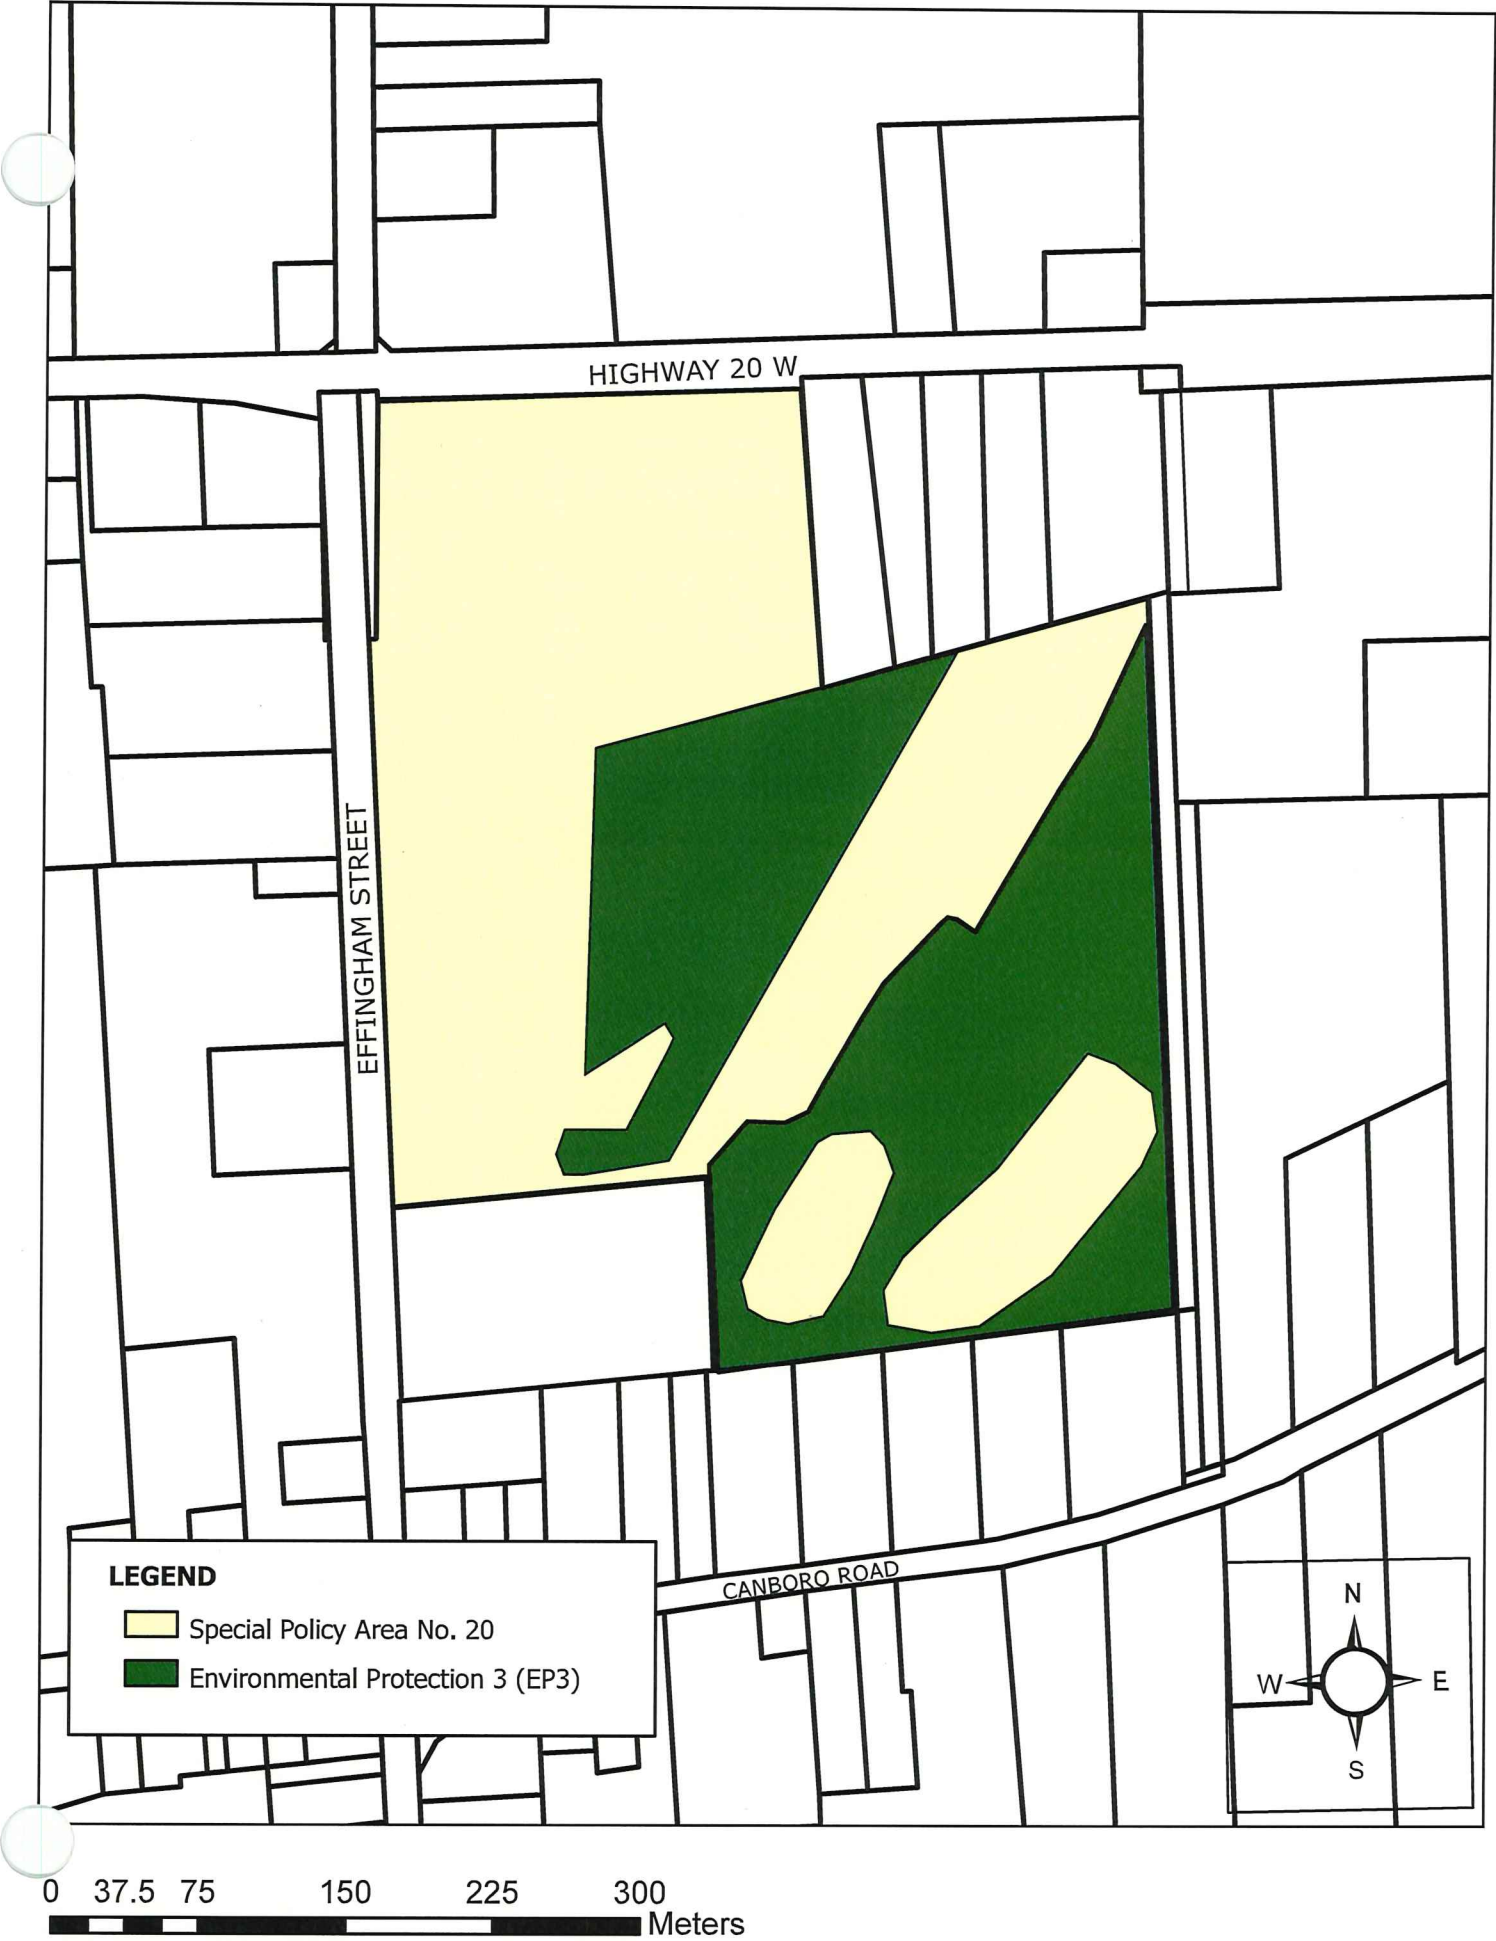 HIGHWAY 20 W
EFFINGHAM STREET
CANBORO ROAD
LEGEND
Special Policy Area No. 20
Environmental Protection 3 (EP3)
N
W
E
S
0 37.5 75 150 225 300
Meters